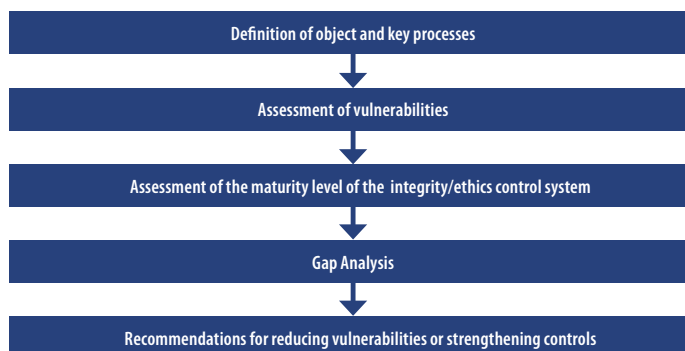 Definition of object and key processes
Assessment of vulnerabilities
Assessment of the maturity level of the integrity/ethics control system
Gap Analysis
Recommendations for reducing vulnerabilities or strengthening controls